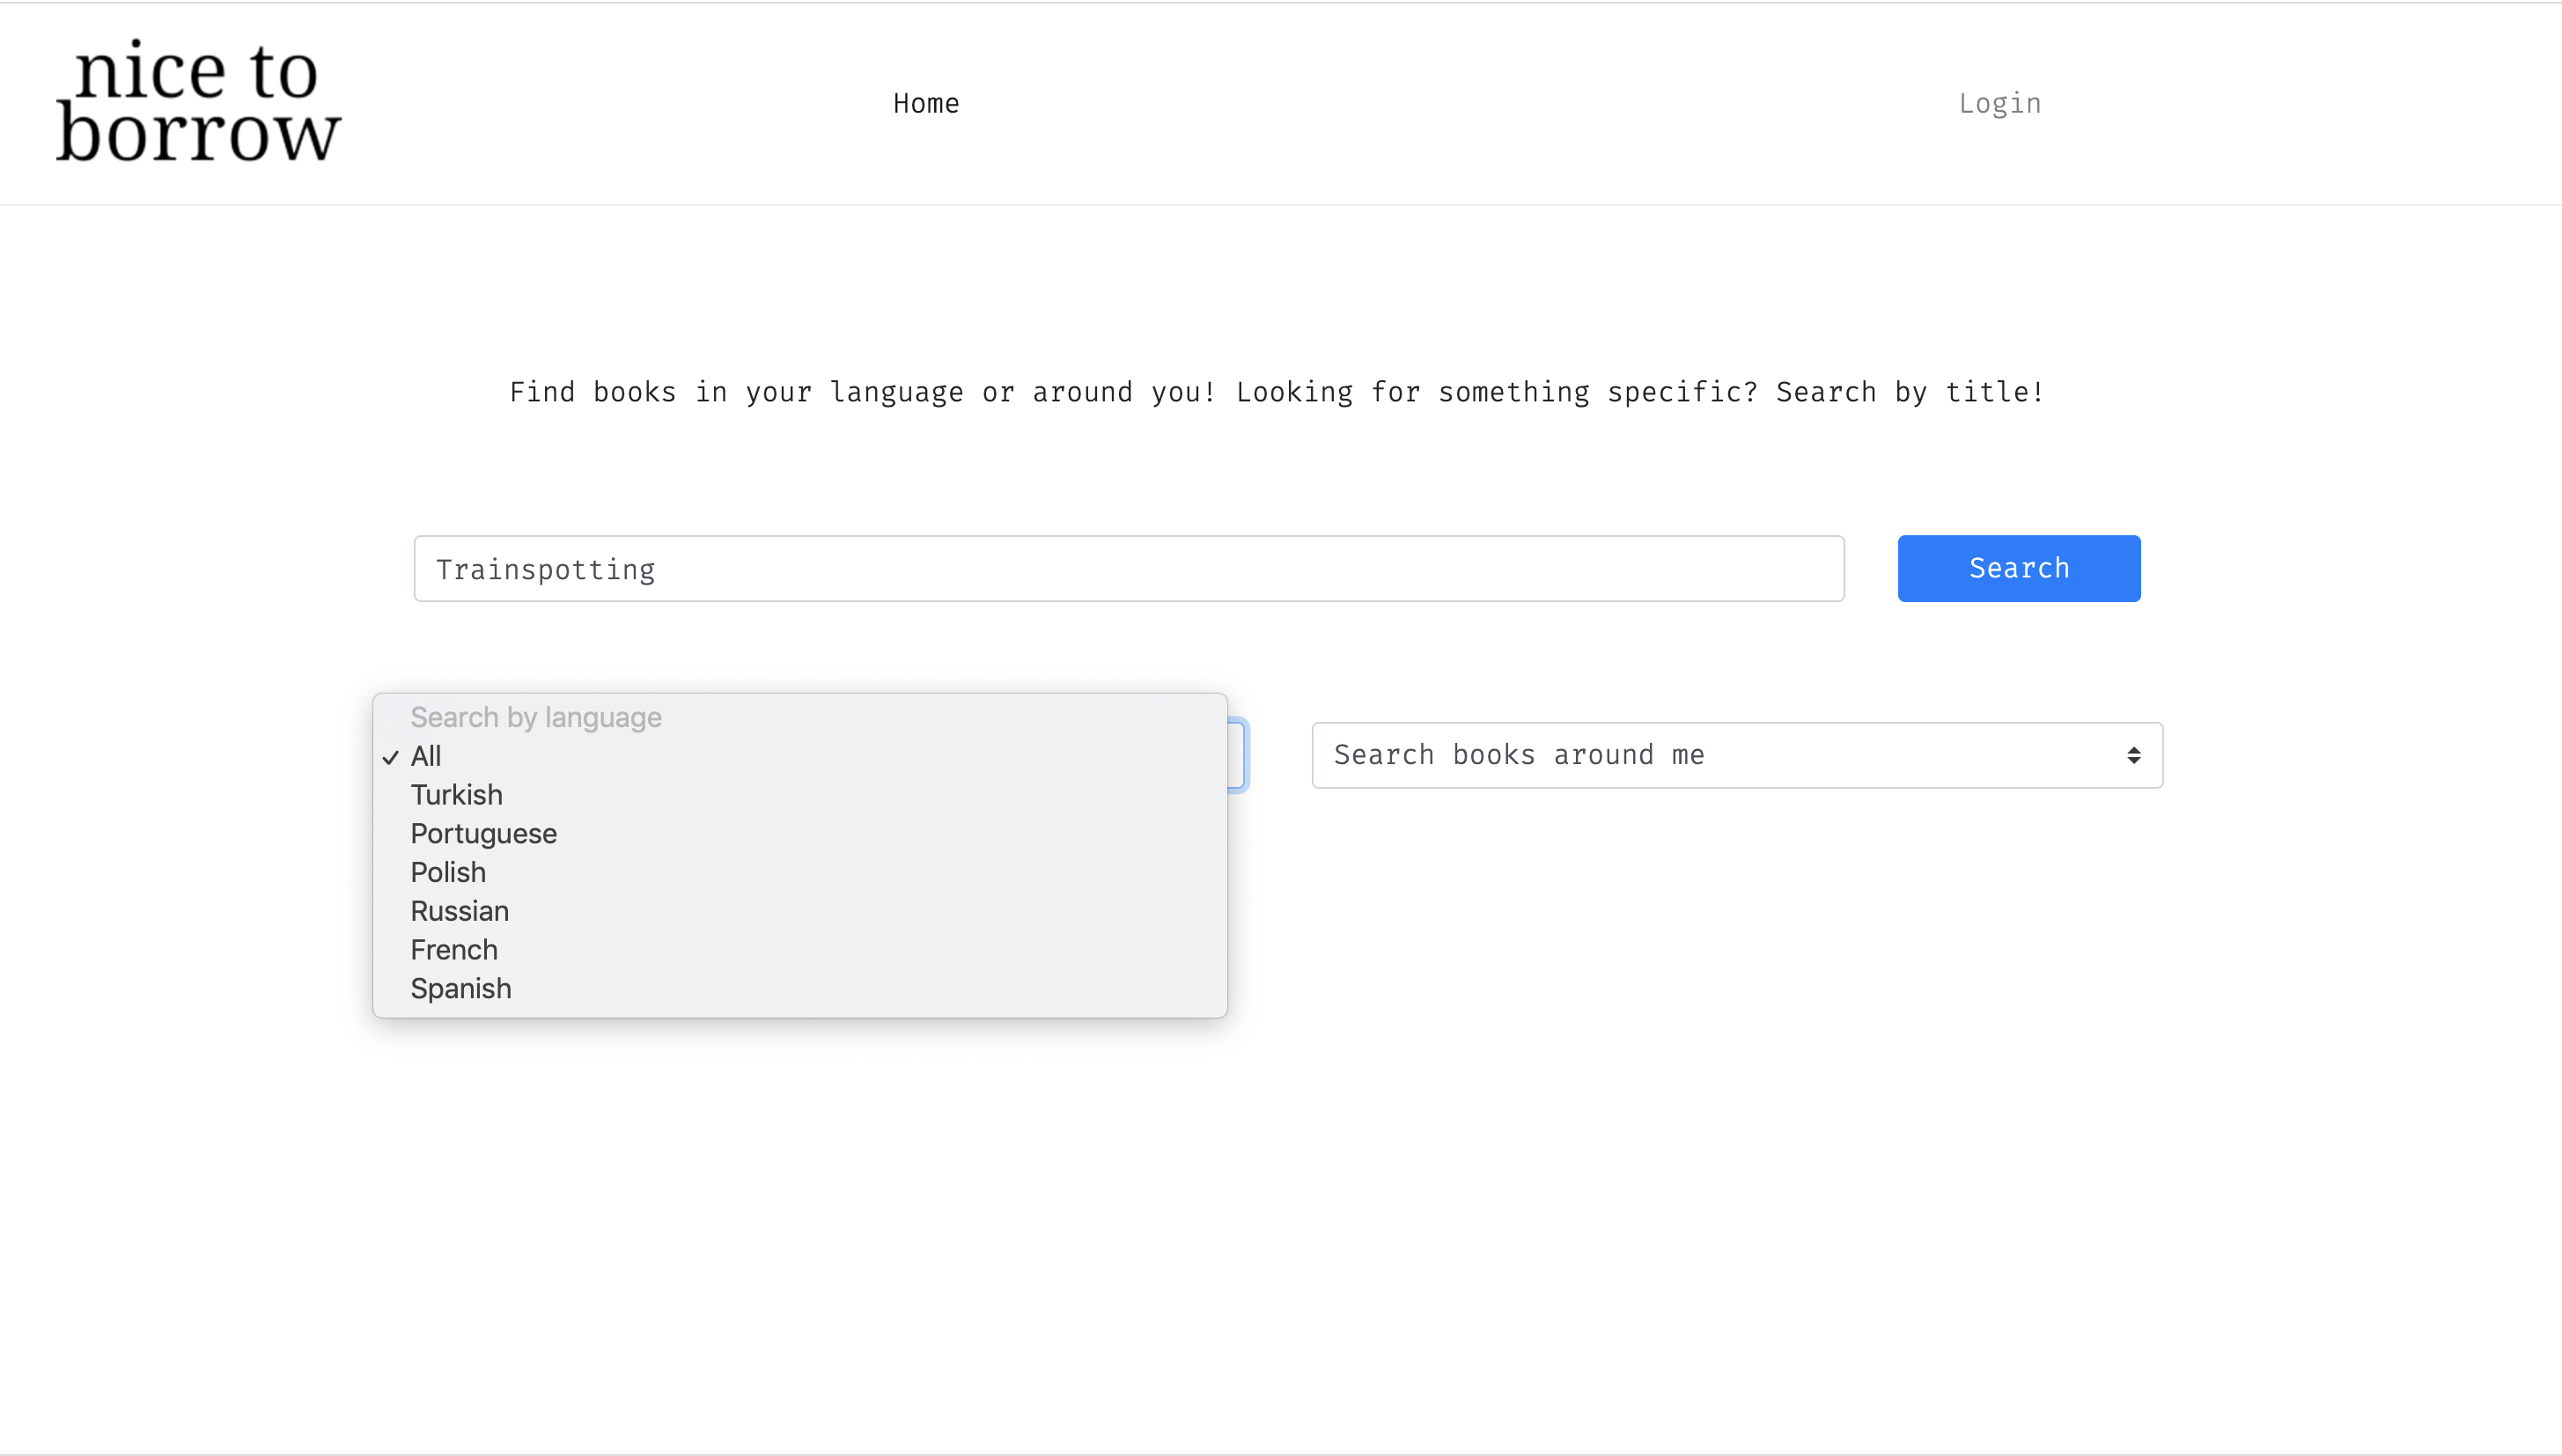 nice to
borrow
Home
Login
Find books in your language or around you! Looking for something specific? Search by title!
Trainspotting
Search
Search by language
✓ All
Turkish
Portuguese
Polish
Russian
French
Spanish
Search books around me